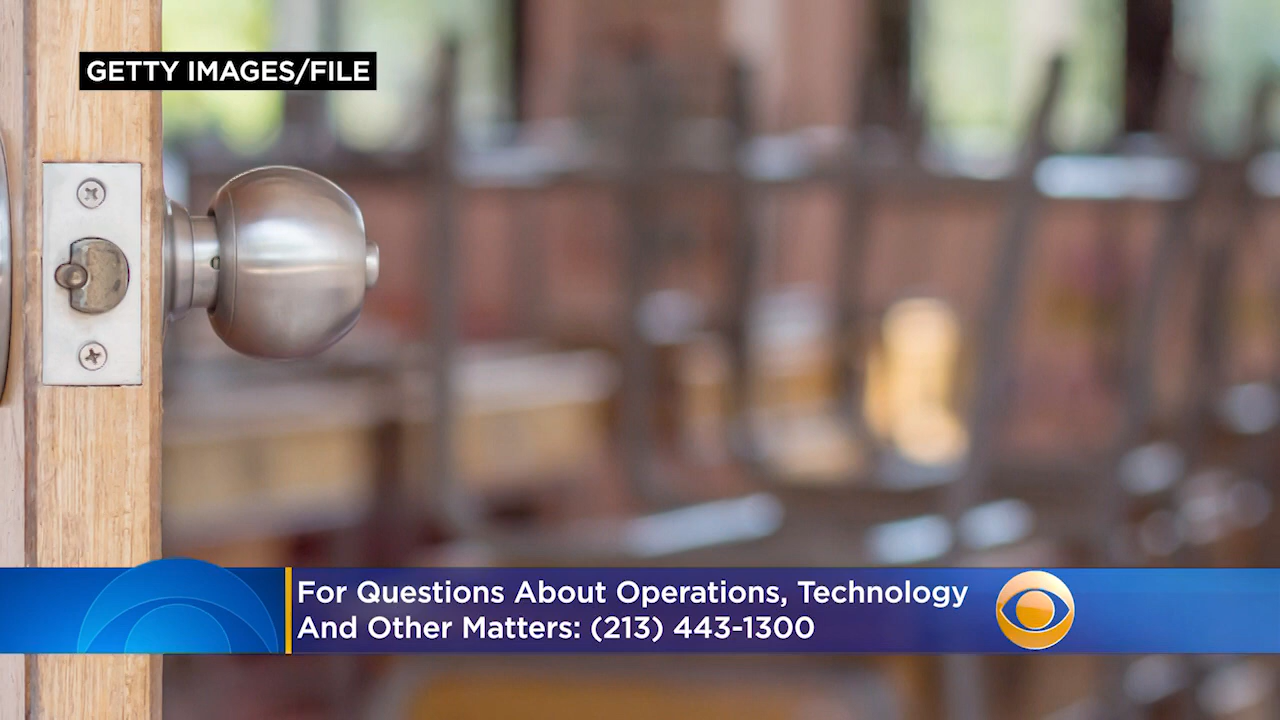 GETTY IMAGES/FILE
For Questions About Operations, Technology
And Other Matters: (213) 443-1300